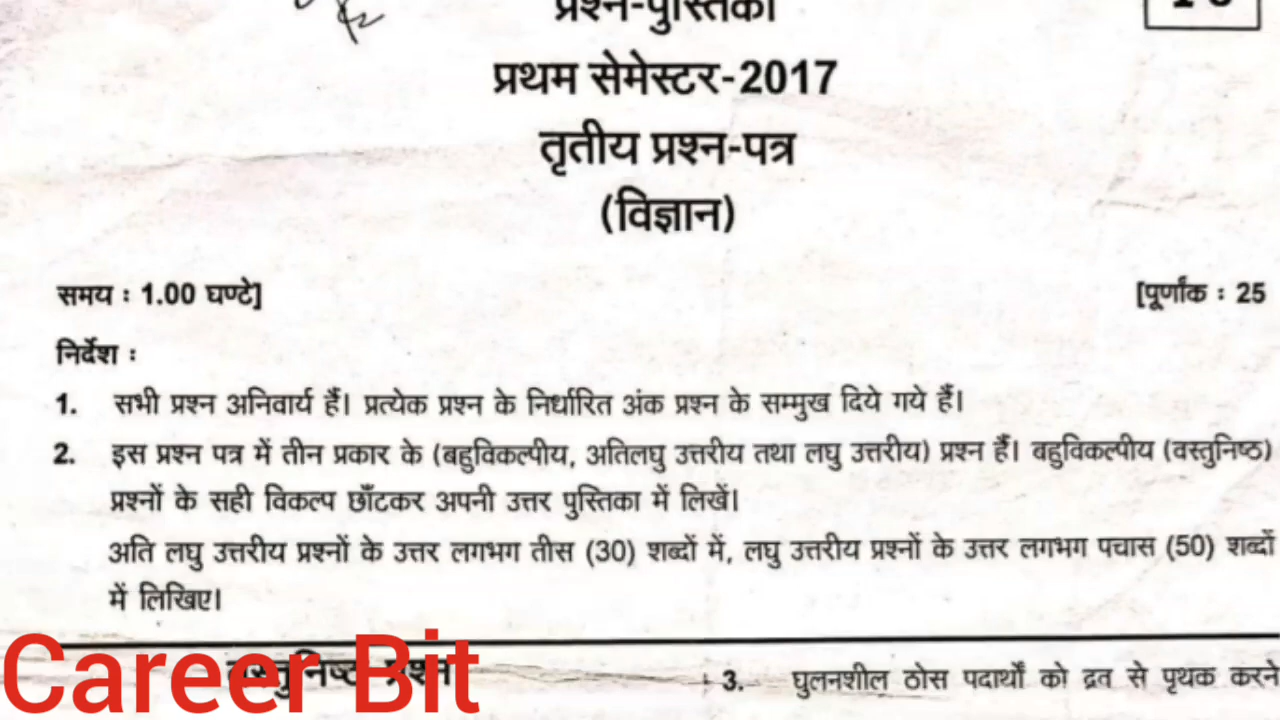 प्रश्न-पुस्तिका
प्रथम सेमेस्टर-2017
तृतीय प्रश्न-पत्र
(विज्ञान)
समय : 1.00 घण्टे]
[पूर्णांक : 25
निर्देश :
1. सभी प्रश्न अनिवार्य हैं। प्रत्येक प्रश्न के निर्धारित अंक प्रश्न के सम्मुख दिये गये हैं।
2. इस प्रश्न पत्र में तीन प्रकार के (बहुविकल्पीय, अतिलघु उत्तरीय तथा लघु उत्तरीय) प्रश्न हैं। बहुविकल्पीय (वस्तुनिष्ठ)
प्रश्नों के सही विकल्प छाँटकर अपनी उत्तर पुस्तिका में लिखें।
अति लघु उत्तरीय प्रश्नों के उत्तर लगभग तीस (30) शब्दों में, लघु उत्तरीय प्रश्नों के उत्तर लगभग पचास (50) शब्दों
में लिखिए।
वस्तुनिष्ठ प्रश्न
Career Bit
3. घुलनशील ठोस पदार्थों को द्रव से पृथक करने